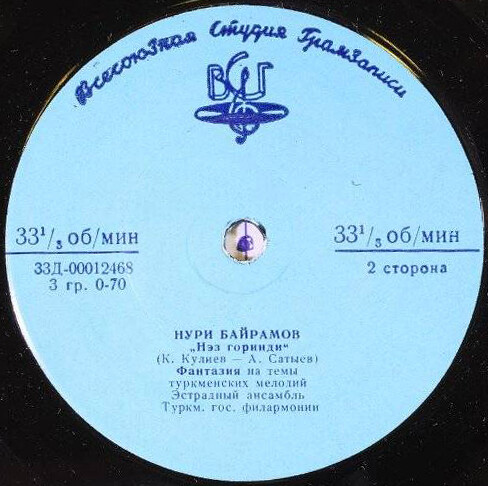 Всесоюзная Студия Грамзаписи
ВСГ
33¹/₃ об/мин
33¹/₃ об/мин
33Д-00012468
3 гр. 0-70
2 сторона
НУРИ БАЙРАМОВ
„Нэз горииди“
(К. Кулиев — А. Сатыев)
Фантазия на темы
туркменских мелодий
Эстрадный ансамбль
Туркм. гос. филармонии